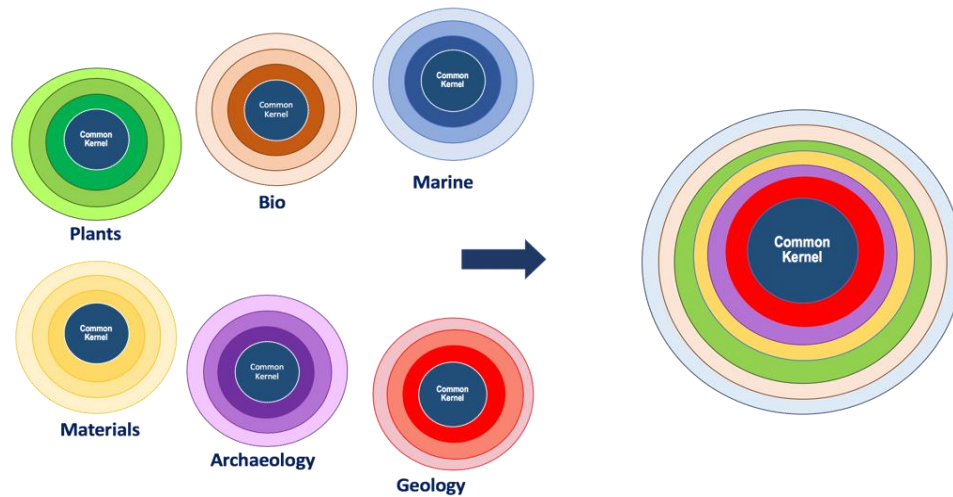 Common
Kernel
Plants
Common
Kernel
Bio
Common
Kernel
Marine
Common
Kernel
Materials
Common
Kernel
Archaeology
Common
Kernel
Geology
Common
Kernel